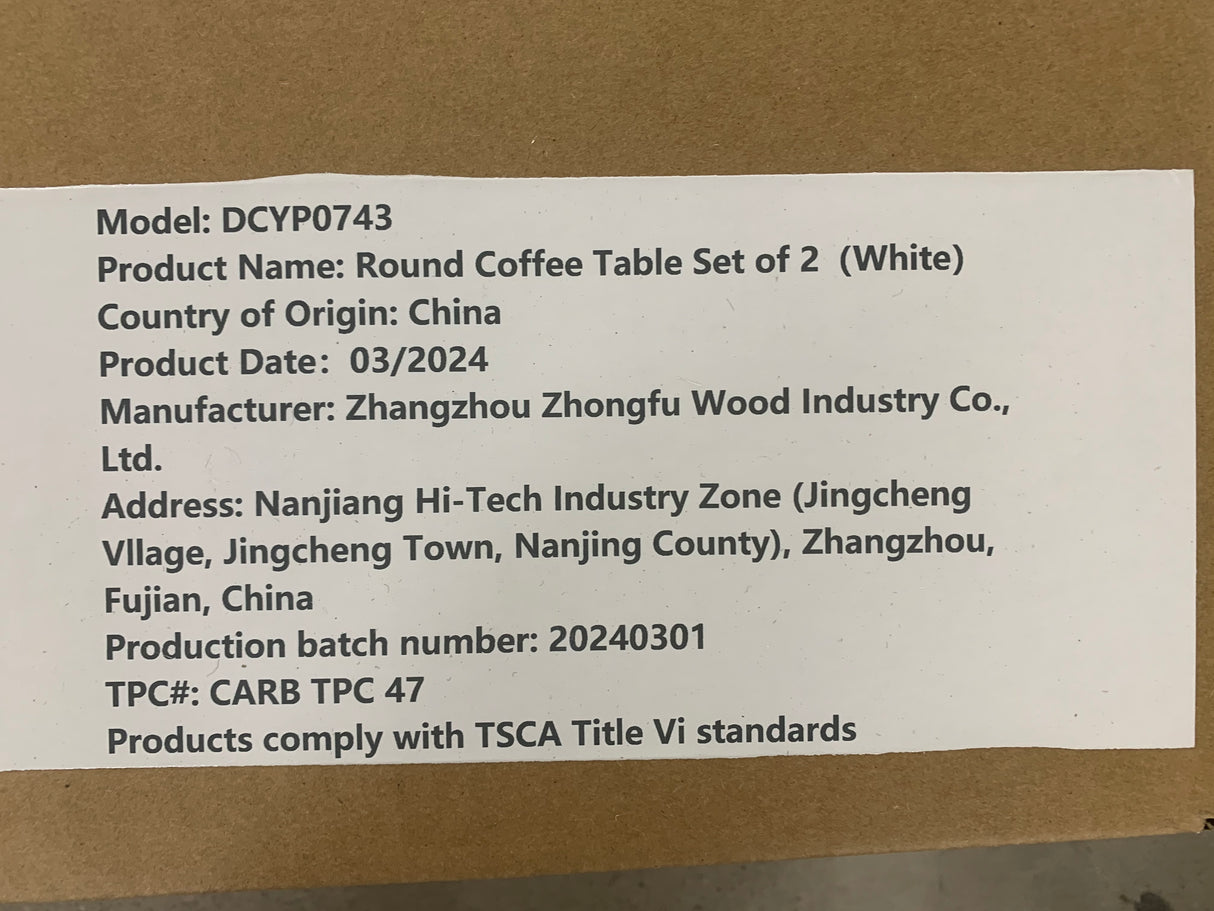 Model: DCYP0743
Product Name: Round Coffee Table Set of 2  (White)
Country of Origin: China
Product Date： 03/2024
Manufacturer: Zhangzhou Zhongfu Wood Industry Co.,
Ltd.
Address: Nanjiang Hi-Tech Industry Zone (Jingcheng
Vllage, Jingcheng Town, Nanjing County), Zhangzhou,
Fujian, China
Production batch number: 20240301
TPC#: CARB TPC 47
Products comply with TSCA Title Vi standards